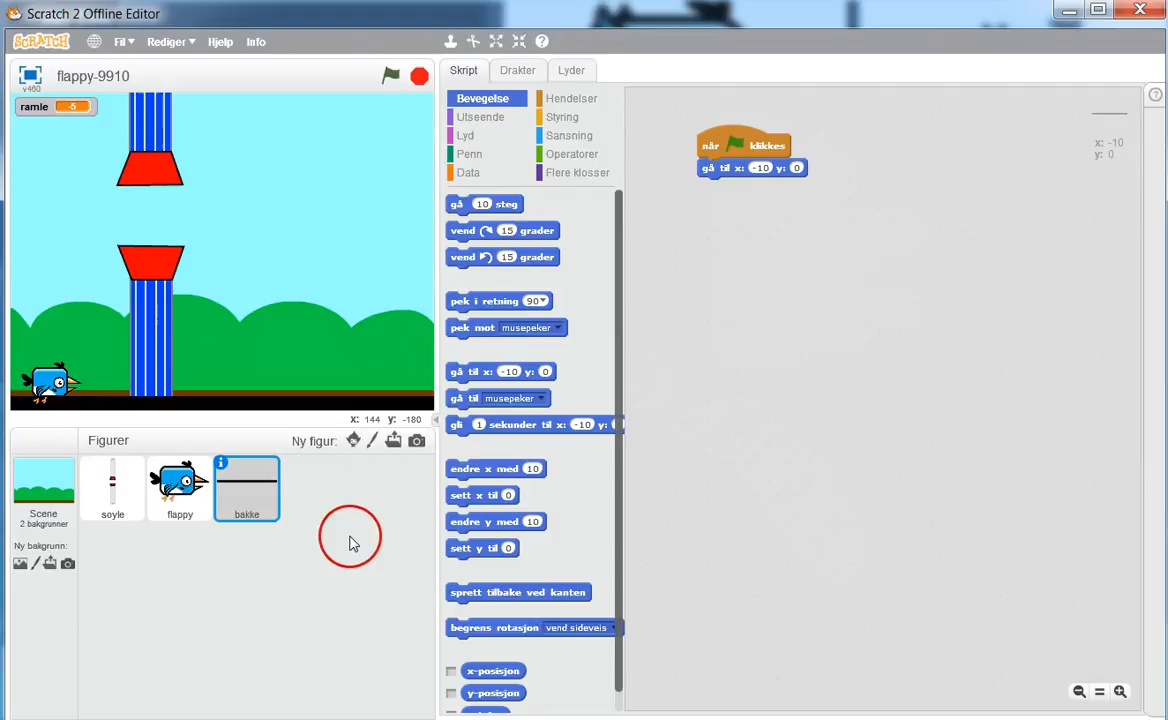 Scratch 2 Offline Editor
SCRATCH Fil Rediger Hjelp Info
flappy-9910
v460
ramle -5
x: 144 y: -180
Figurer Ny figur:
Scene
2 bakgrunner
Ny bakgrunn:
soyle
flappy
bakke
Skript Drakter Lyder
Bevegelse Hendelser
Utseende Styring
Lyd Sansning
Penn Operatorer
Data Flere klosser
gå 10 steg
vend 15 grader
vend 15 grader
pek i retning 90
pek mot musepeker
gå til x: -10 y: 0
gå til musepeker
gli 1 sekunder til x: -10 y:
endre x med 10
sett x til 0
endre y med 10
sett y til 0
sprett tilbake ved kanten
begrens rotasjon vend sideveis
x-posisjon
y-posisjon
når klikkes
gå til x: -10 y: 0
x: -10
y: 0